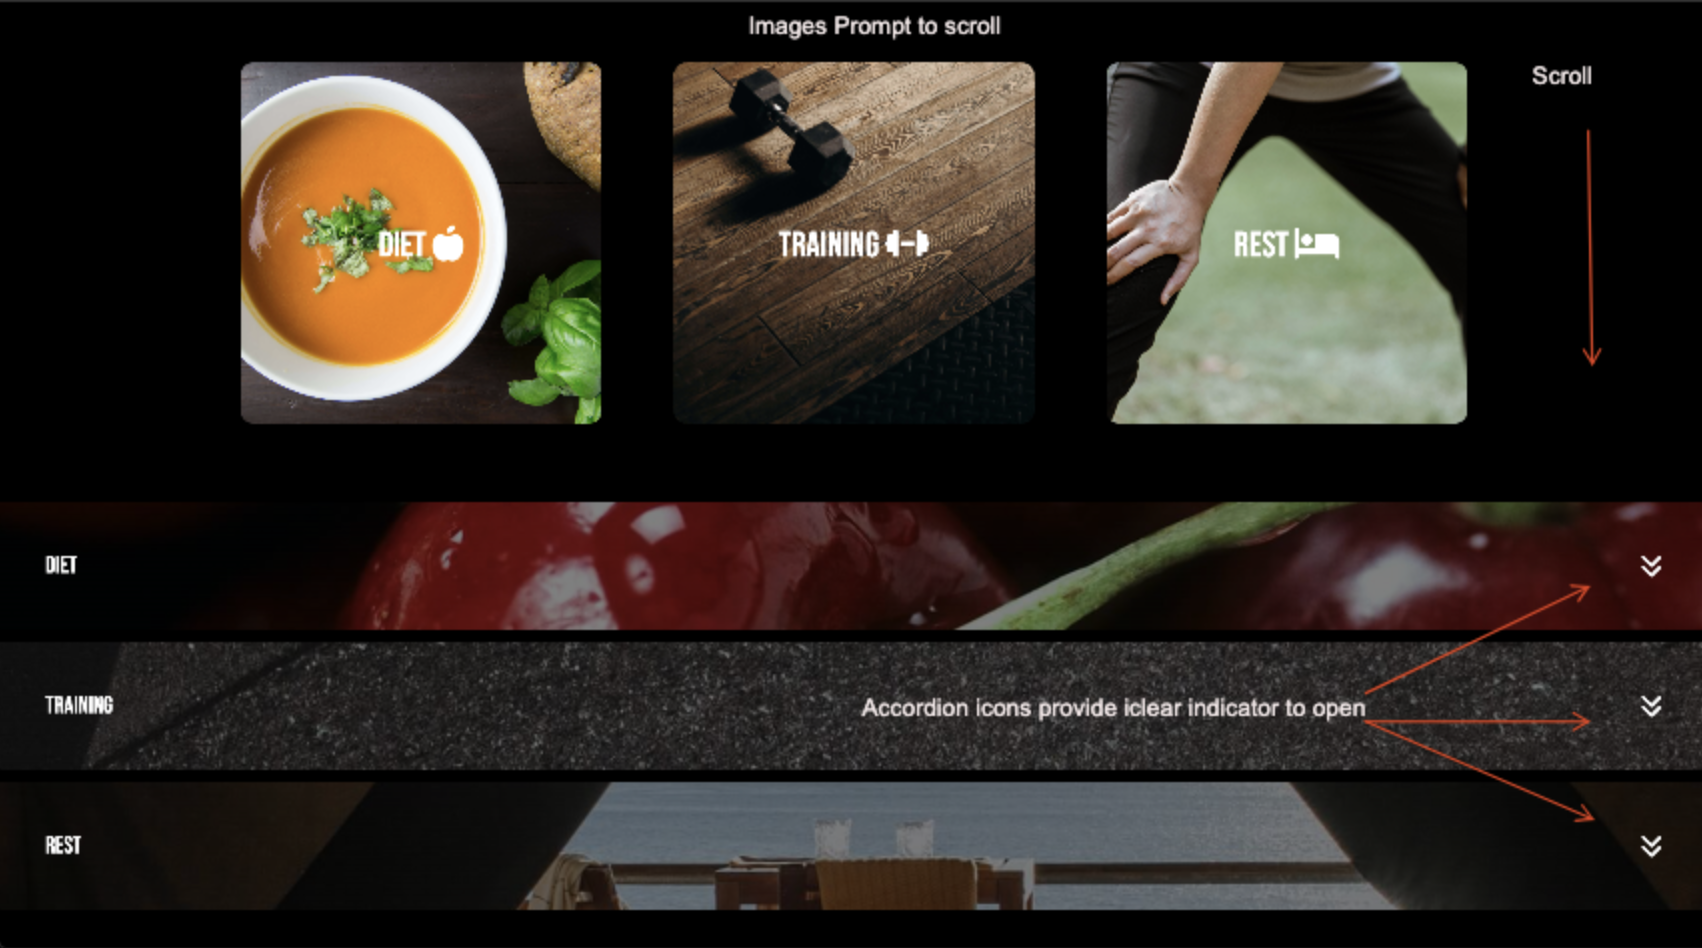 Images Prompt to scroll
Scroll
DIET
TRAINING
REST
DIET
TRAINING
Accordion icons provide iclear indicator to open
REST